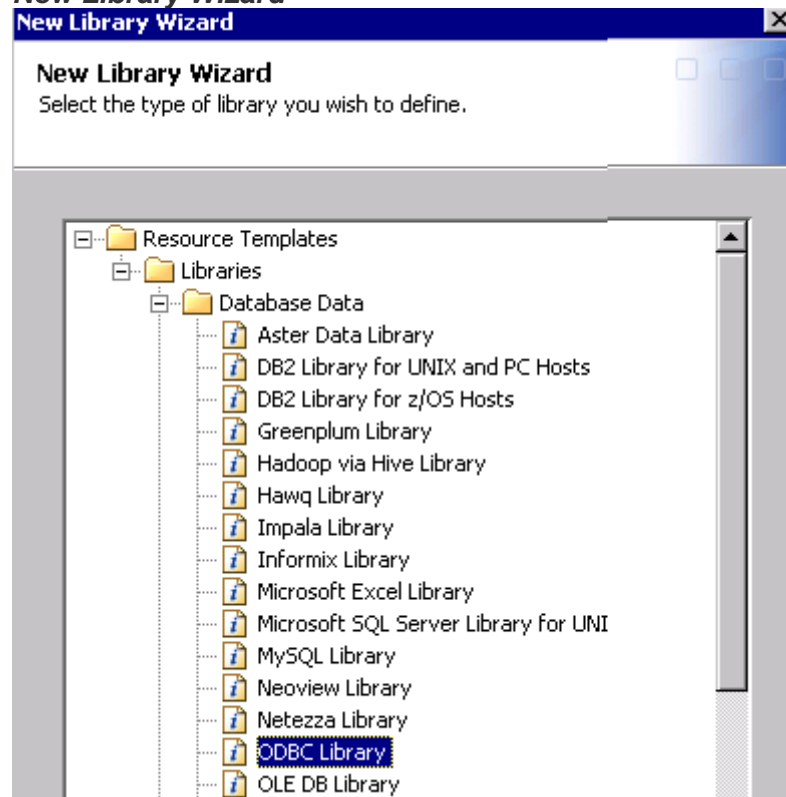 New Library Wizard
New Library Wizard
New Library Wizard
Select the type of library you wish to define.
Resource Templates
Libraries
Database Data
Aster Data Library
DB2 Library for UNIX and PC Hosts
DB2 Library for z/OS Hosts
Greenplum Library
Hadoop via Hive Library
Hawq Library
Impala Library
Informix Library
Microsoft Excel Library
Microsoft SQL Server Library for UNI
MySQL Library
Neoview Library
Netezza Library
ODBC Library
OLE DB Library